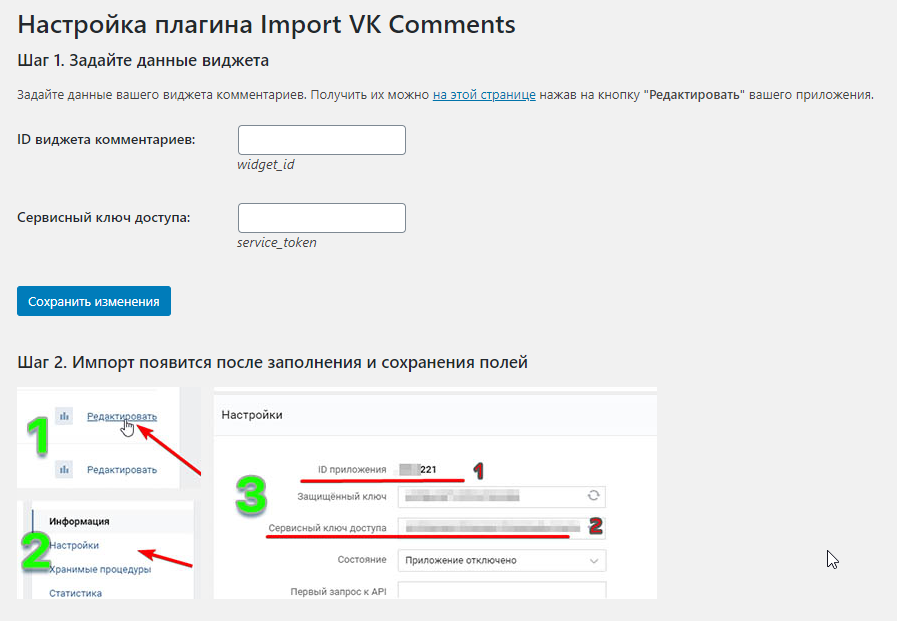 Настройка плагина Import VK Comments
Шаг 1. Задайте данные виджета
Задайте данные вашего виджета комментариев. Получить их можно на этой странице нажав на кнопку "Редактировать" вашего приложения.
ID виджета комментариев:
widget_id
Сервисный ключ доступа:
service_token
Сохранить изменения
Шаг 2. Импорт появится после заполнения и сохранения полей
1
Редактировать
Редактировать
2
Информация
Настройки
Хранимые процедуры
Статистика
Настройки
3
ID приложения 221 1
Защищённый ключ
Сервисный ключ доступа 2
Состояние Приложение отключено
Первый запрос к API